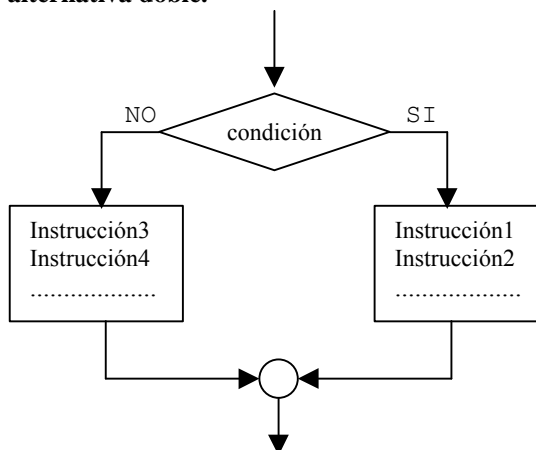 alternativa doble.
NO
SI
condición
Instrucción3
Instrucción4
...................
Instrucción1
Instrucción2
...................